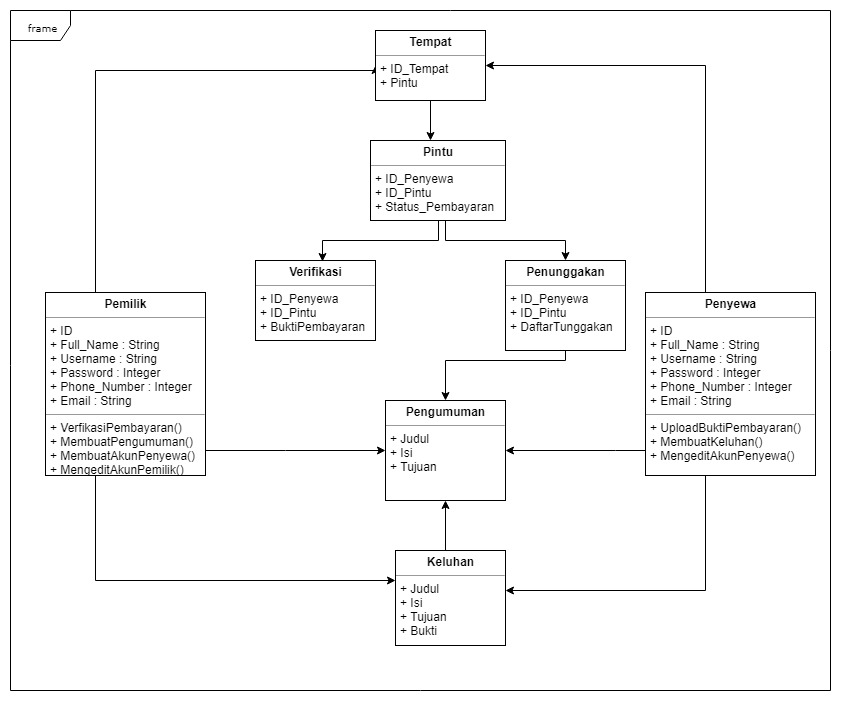 frame
Tempat
+ ID_Tempat
+ Pintu
Pintu
+ ID_Penyewa
+ ID_Pintu
+ Status_Pembayaran
Verifikasi
+ ID_Penyewa
+ ID_Pintu
+ BuktiPembayaran
Penunggakan
+ ID_Penyewa
+ ID_Pintu
+ DaftarTunggakan
Pemilik
+ ID
+ Full_Name : String
+ Username : String
+ Password : Integer
+ Phone_Number : Integer
+ Email : String
+ VerfikasiPembayaran()
+ MembuatPengumuman()
+ MembuatAkunPenyewa()
+ MengeditAkunPemilik()
Penyewa
+ ID
+ Full_Name : String
+ Username : String
+ Password : Integer
+ Phone_Number : Integer
+ Email : String
+ UploadBuktiPembayaran()
+ MembuatKeluhan()
+ MengeditAkunPenyewa()
Pengumuman
+ Judul
+ Isi
+ Tujuan
Keluhan
+ Judul
+ Isi
+ Tujuan
+ Bukti